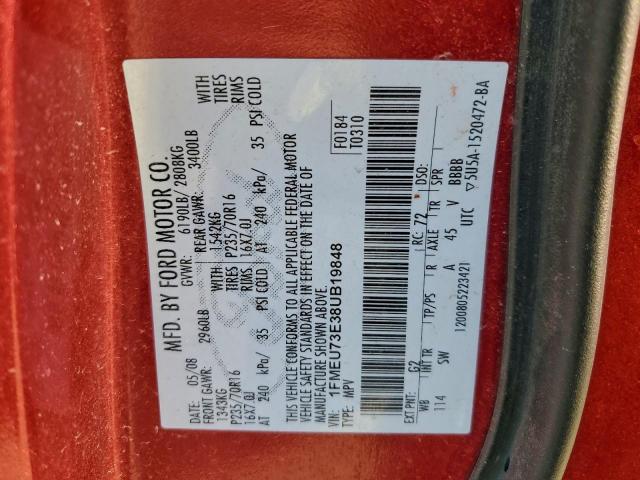 MFD. BY FORD MOTOR CO.
05/08 GVWR: 6190LB/ 2808KG
FRONT GAWR: 2960LB REAR GAWR: 3400LB
1343KG WITH 1542KG WITH
P235/70R16 TIRES P235/70R16 TIRES
16X7.0J RIMS 16X7.0J RIMS
AT 240 kPa/ 35 PSI COLD AT 240 kPa/ 35 PSI COLD
THIS VEHICLE CONFORMS TO ALL APPLICABLE FEDERAL MOTOR
VEHICLE SAFETY STANDARDS IN EFFECT ON THE DATE OF
MANUFACTURE SHOWN ABOVE.
VIN: 1FMEU73E38UB19848 F0184
TYPE: MPV T0310
EXT PNT: G2 RC: 72 DSO:
WB INT TR TP/PS R AXLE TR SPR
114 SW A 45 V BBBB
UTC ▽5U5A-1520472-BA
1200805223421